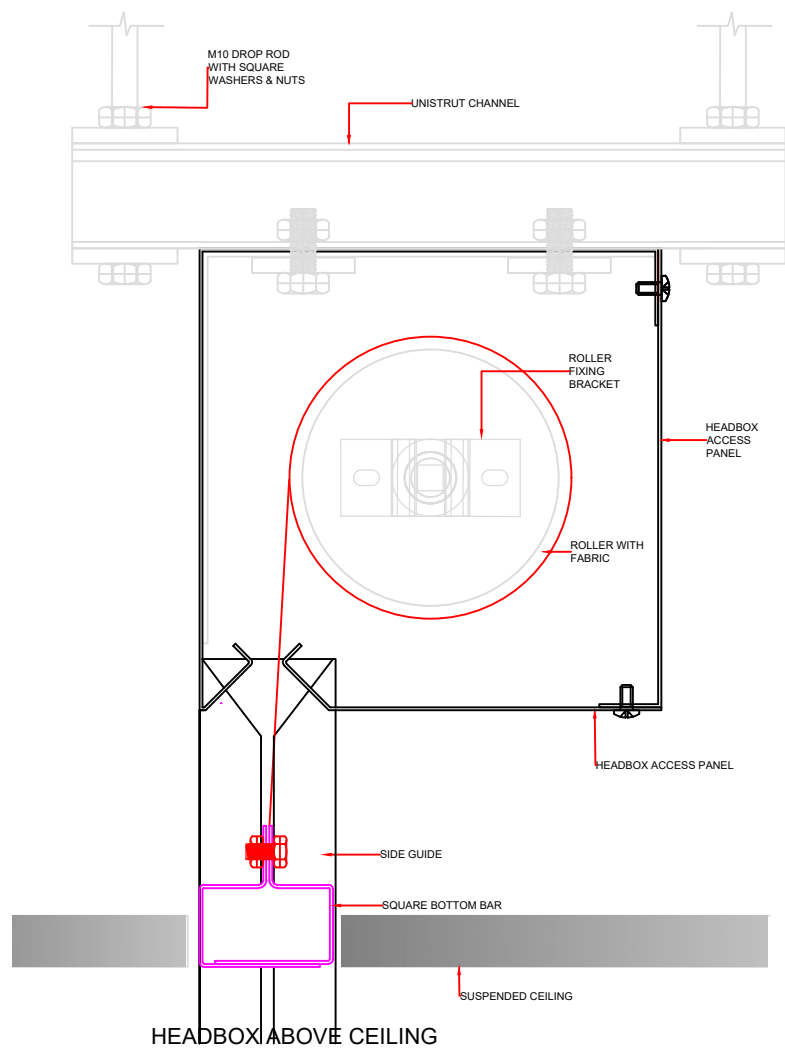 M10 DROP ROD
WITH SQUARE
WASHERS & NUTS
UNISTRUT CHANNEL
ROLLER
FIXING
BRACKET
HEADBOX
ACCESS
PANEL
ROLLER WITH
FABRIC
HEADBOX ACCESS PANEL
SIDE GUIDE
SQUARE BOTTOM BAR
SUSPENDED CEILING
HEADBOX ABOVE CEILING